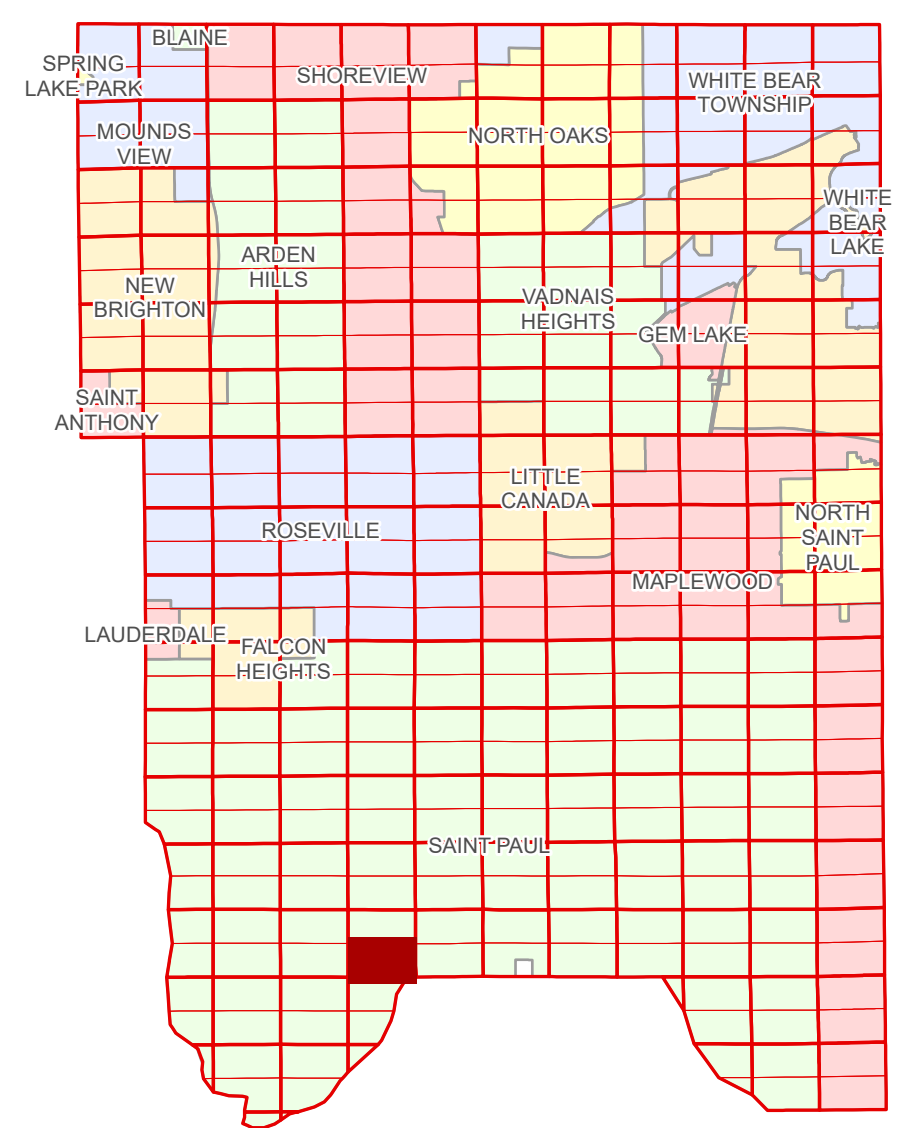 BLAINE
SPRING
LAKE PARK
SHOREVIEW
WHITE BEAR
TOWNSHIP
MOUNDS
VIEW
NORTH OAKS
WHITE
BEAR
LAKE
ARDEN
HILLS
NEW
BRIGHTON
VADNAIS
HEIGHTS
GEM LAKE
SAINT
ANTHONY
LITTLE
CANADA
ROSEVILLE
NORTH
SAINT
PAUL
MAPLEWOOD
LAUDERDALE
FALCON
HEIGHTS
SAINT PAUL